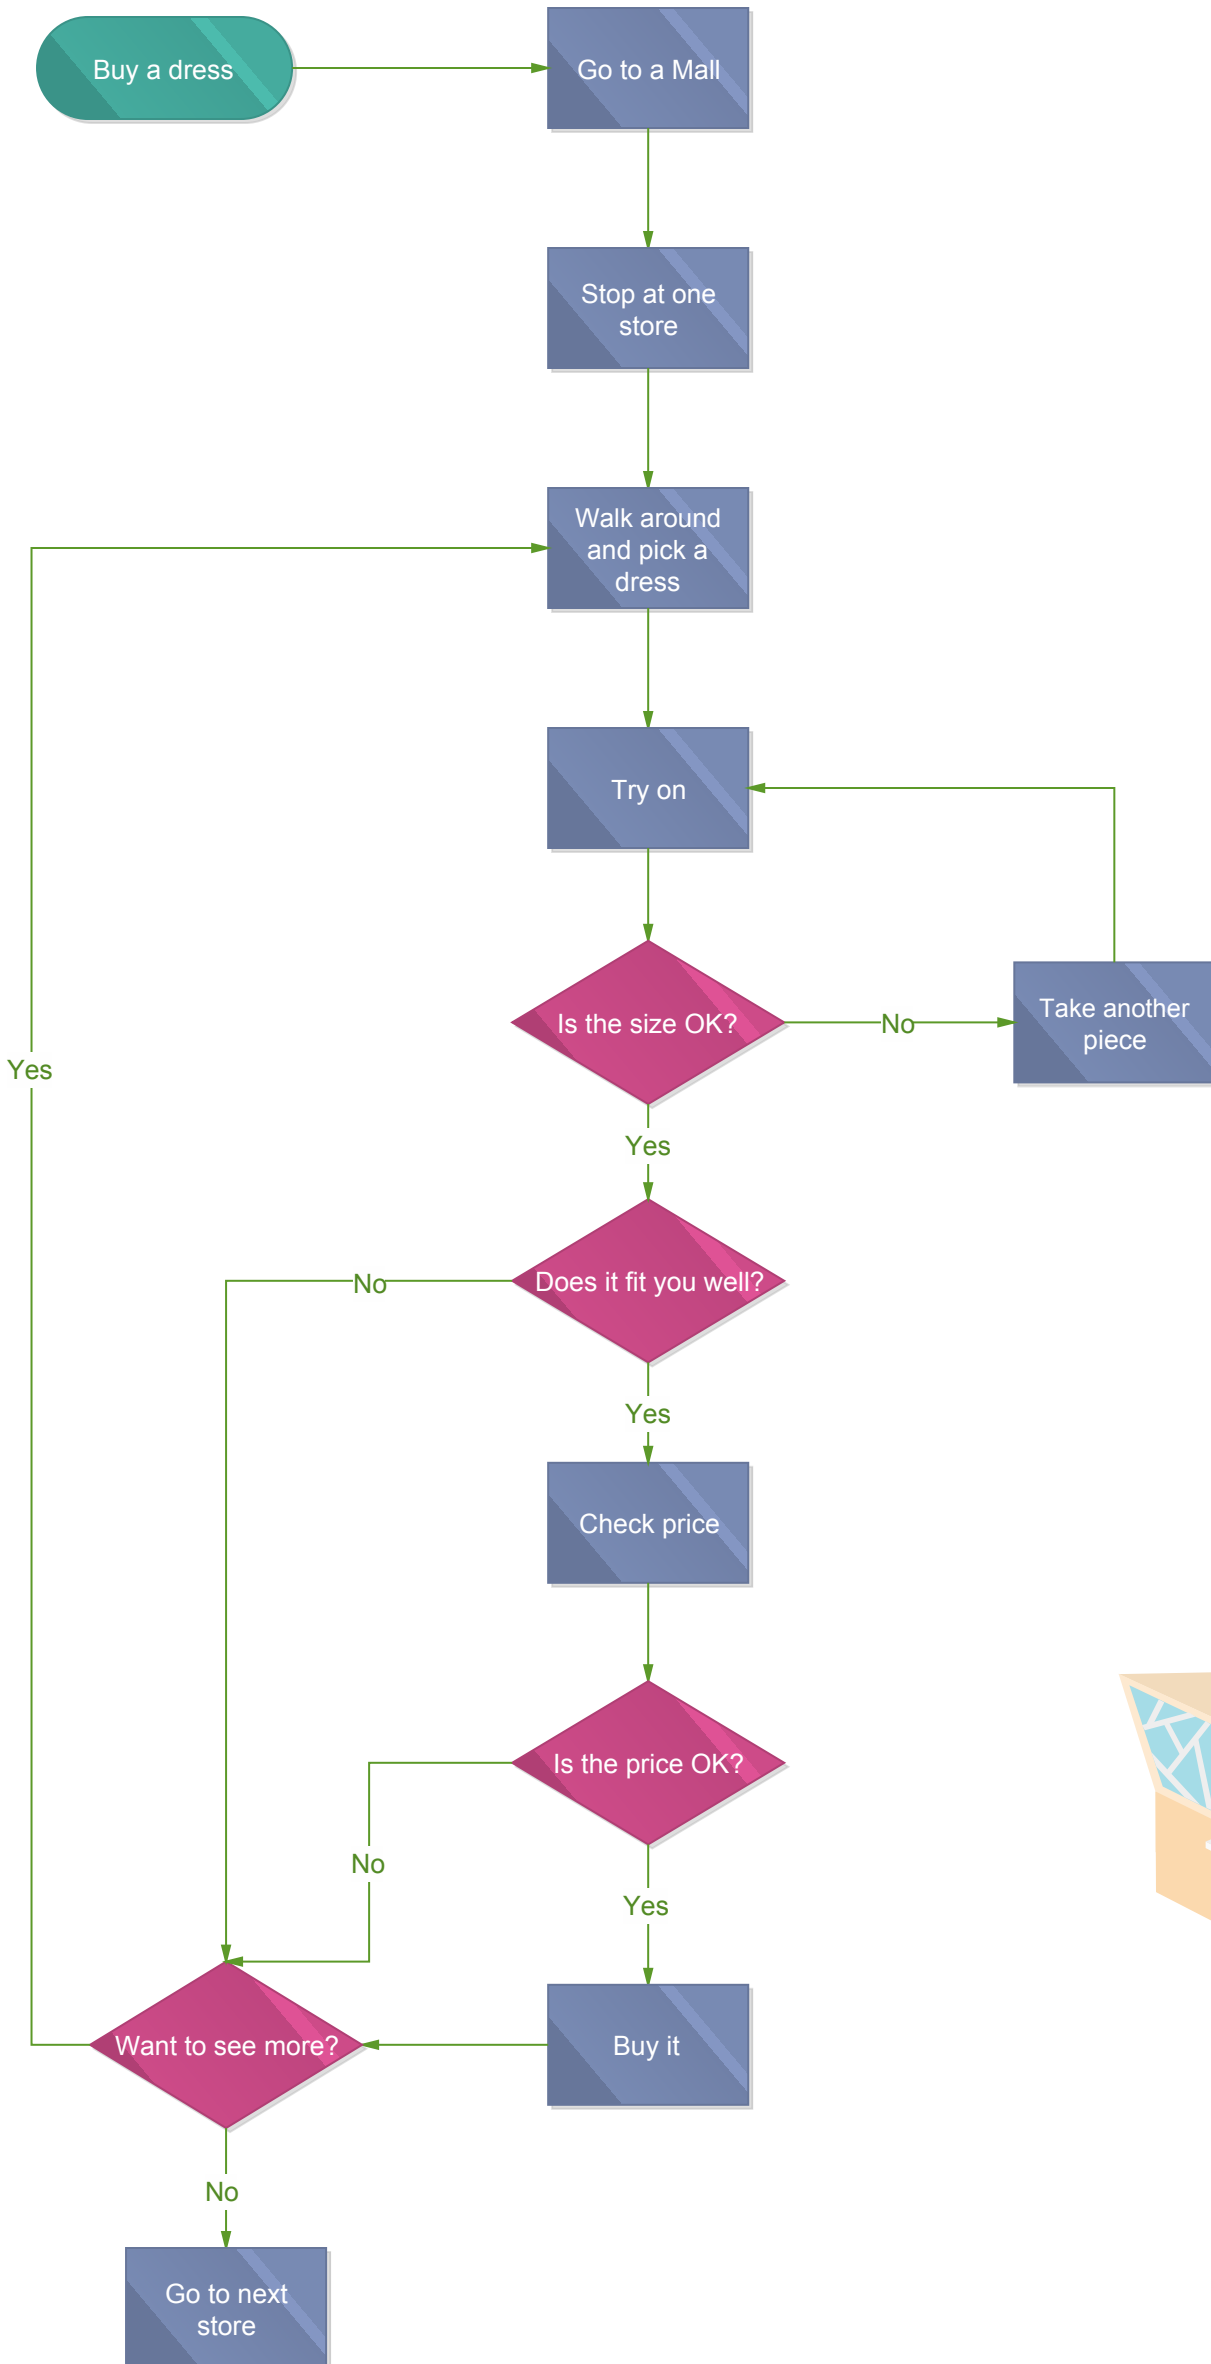 Buy a dress
Go to a Mall
Stop at one
store
Walk around
and pick a
dress
Try on
Is the size OK?
No
Take another
piece
Yes
Yes
Does it fit you well?
No
Yes
Check price
Is the price OK?
No
Yes
Want to see more?
Buy it
No
Go to next
store